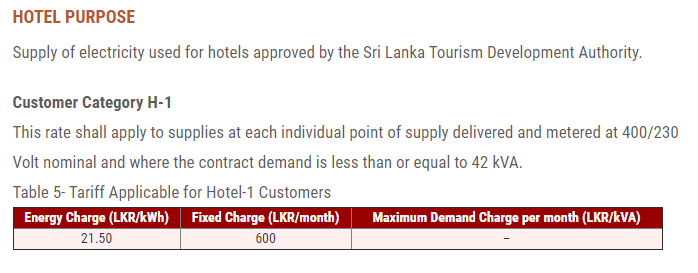 HOTEL PURPOSE
Supply of electricity used for hotels approved by the Sri Lanka Tourism Development Authority.
Customer Category H-1
This rate shall apply to supplies at each individual point of supply delivered and metered at 400/230
Volt nominal and where the contract demand is less than or equal to 42 kVA.
Table 5- Tariff Applicable for Hotel-1 Customers
Energy Charge (LKR/kWh) Fixed Charge (LKR/month) Maximum Demand Charge per month (LKR/kVA)
21.50 600 –